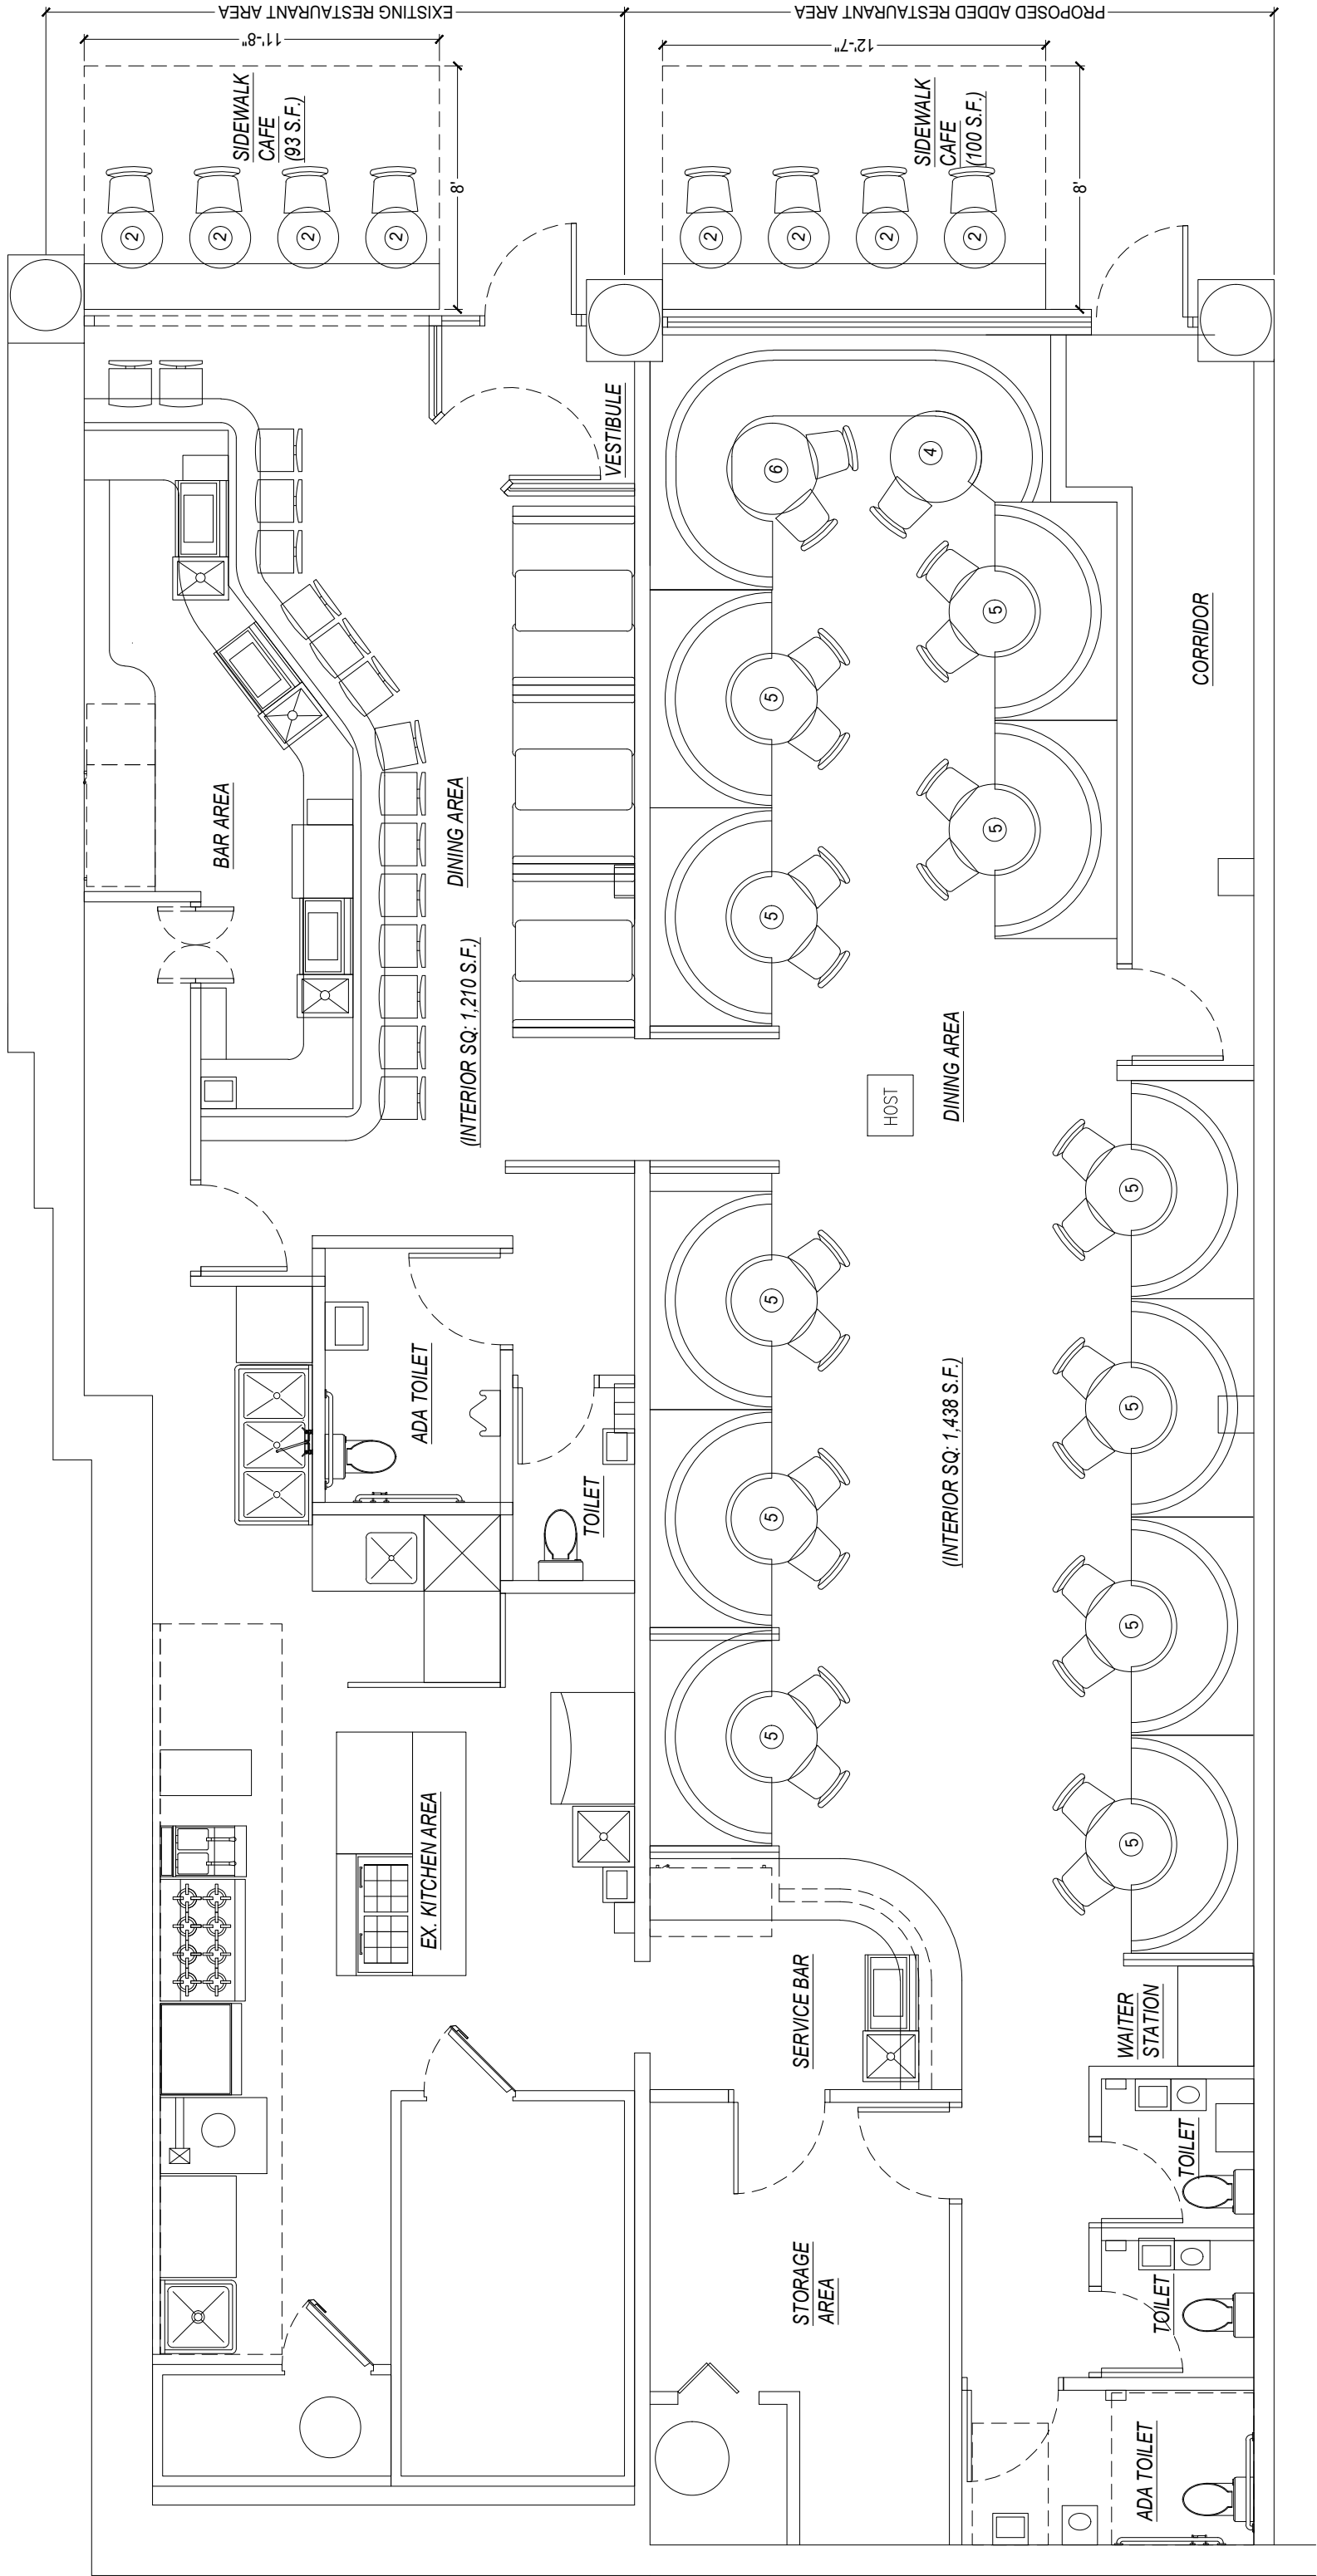 EXISTING RESTAURANT AREA
PROPOSED ADDED RESTAURANT AREA
11'-8"
12'-7"
SIDEWALK
CAFE
(93 S.F.)
8'
2
2
2
2
SIDEWALK
CAFE
(100 S.F.)
8'
2
2
2
2
VESTIBULE
BAR AREA
DINING AREA
(INTERIOR SQ: 1,210 S.F.)
6
4
5
5
5
5
CORRIDOR
HOST
DINING AREA
(INTERIOR SQ: 1,438 S.F.)
5
5
5
5
5
5
5
ADA TOILET
TOILET
EX. KITCHEN AREA
SERVICE BAR
WAITER
STATION
STORAGE
AREA
TOILET
TOILET
ADA TOILET